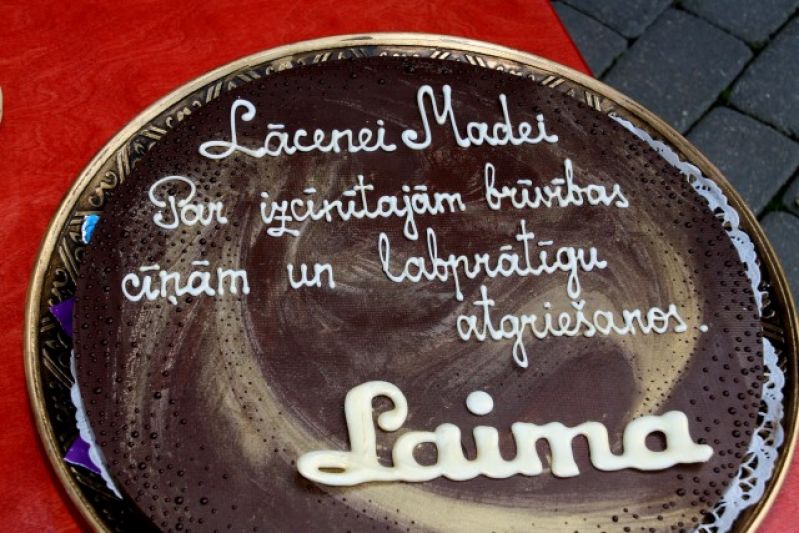 Lācenei Madei
Par izcīnītajām brīvības
cīņām un labprātīgu
atgriešanos.
Laima